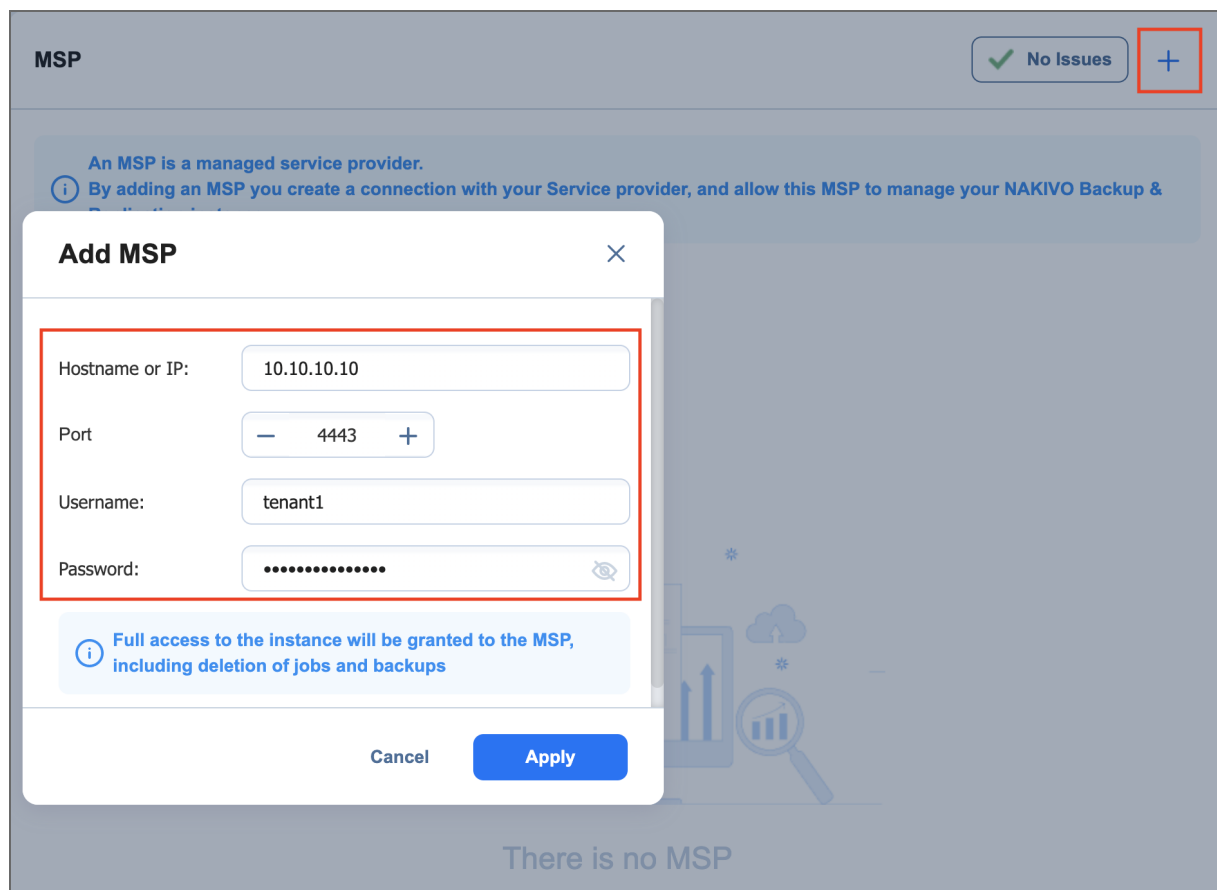 MSP
No Issues
An MSP is a managed service provider.
By adding an MSP you create a connection with your Service provider, and allow this MSP to manage your NAKIVO Backup &
Add MSP
Hostname or IP: 10.10.10.10
Port 4443
Username: tenant1
Password: •••••••••••••••
Full access to the instance will be granted to the MSP,
including deletion of jobs and backups
Cancel
Apply
There is no MSP